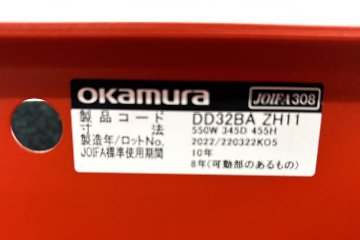 okamura JOIFA308
製品コード DD32BA ZH11
寸法 550W 345D 455H
製造年/ロットNo. 2022/220322KO5
JOIFA標準使用期間 10年
8年(可動部のあるもの)